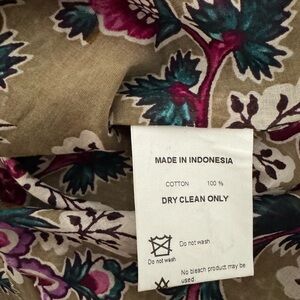 MADE IN INDONESIA
COTTON 100 %
DRY CLEAN ONLY
Do not wash
Do not wash
No bleach product may be
used.